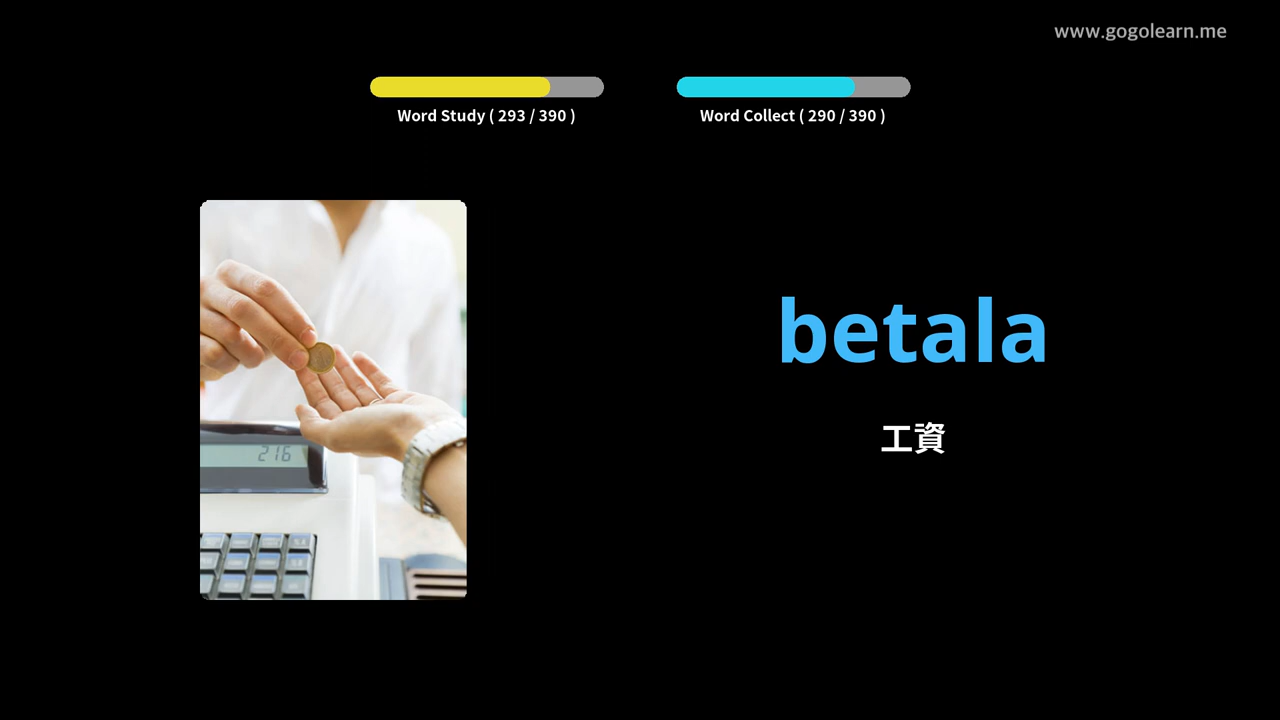 www.gogolearn.me
Word Study ( 293 / 390 )
Word Collect ( 290 / 390 )
betala
工資
216